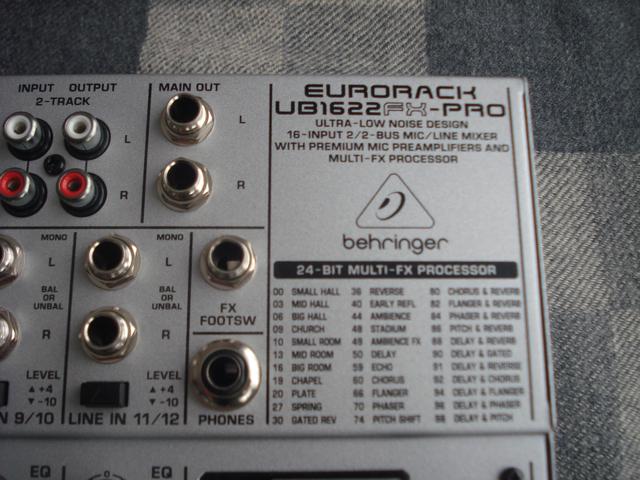 INPUT OUTPUT
2-TRACK
L
R
MAIN OUT
L
R
EURORACK
UB1622FX-PRO
ULTRA-LOW NOISE DESIGN
16-INPUT 2/2-BUS MIC/LINE MIXER
WITH PREMIUM MIC PREAMPLIFIERS AND
MULTI-FX PROCESSOR
behringer
24-BIT MULTI-FX PROCESSOR
00 SMALL HALL 36 REVERSE 80 CHORUS & REVERB
03 MID HALL 40 EARLY REFL. 82 FLANGER & REVERB
06 BIG HALL 44 AMBIENCE 84 PHASER & REVERB
09 CHURCH 48 STADIUM 86 PITCH & REVERB
10 SMALL ROOM 49 AMBIENCE FX 88 DELAY & REVERB
13 MID ROOM 50 DELAY 90 DELAY & GATED
16 BIG ROOM 59 ECHO 91 DELAY & REVERSE
19 CHAPEL 60 CHORUS 92 DELAY & CHORUS
20 PLATE 66 FLANGER 94 DELAY & FLANGER
27 SPRING 70 PHASER 96 DELAY & PHASER
30 GATED REV 74 PITCH SHIFT 98 DELAY & PITCH
MONO
L
BAL
OR
UNBAL
R
LEVEL
▲ +4
▼ -10
IN 9/10
MONO
L
BAL
OR
UNBAL
R
LEVEL
▲ +4
▼ -10
LINE IN 11/12
FX
FOOTSW
PHONES
EQ
0
EQ